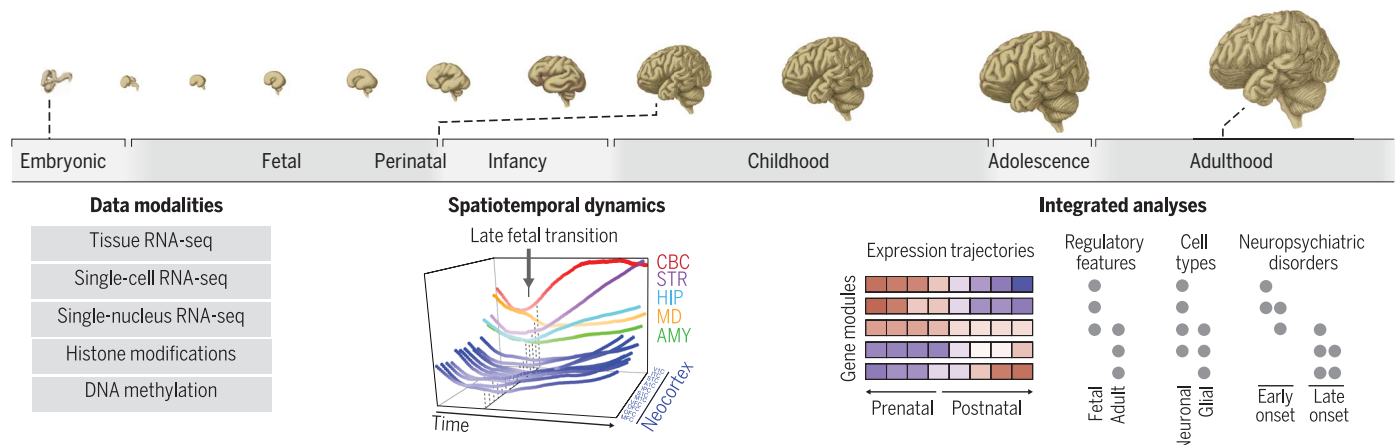 Embryonic
Fetal
Perinatal
Infancy
Childhood
Adolescence
Adulthood
Data modalities
Tissue RNA-seq
Single-cell RNA-seq
Single-nucleus RNA-seq
Histone modifications
DNA methylation
Spatiotemporal dynamics
Late fetal transition
CBC
STR
HIP
MD
AMY
Neocortex
Time
Integrated analyses
Expression trajectories
Gene modules
Prenatal
Postnatal
Regulatory
features
Fetal
Adult
Cell
types
Neuronal
Glial
Neuropsychiatric
disorders
Early
onset
Late
onset